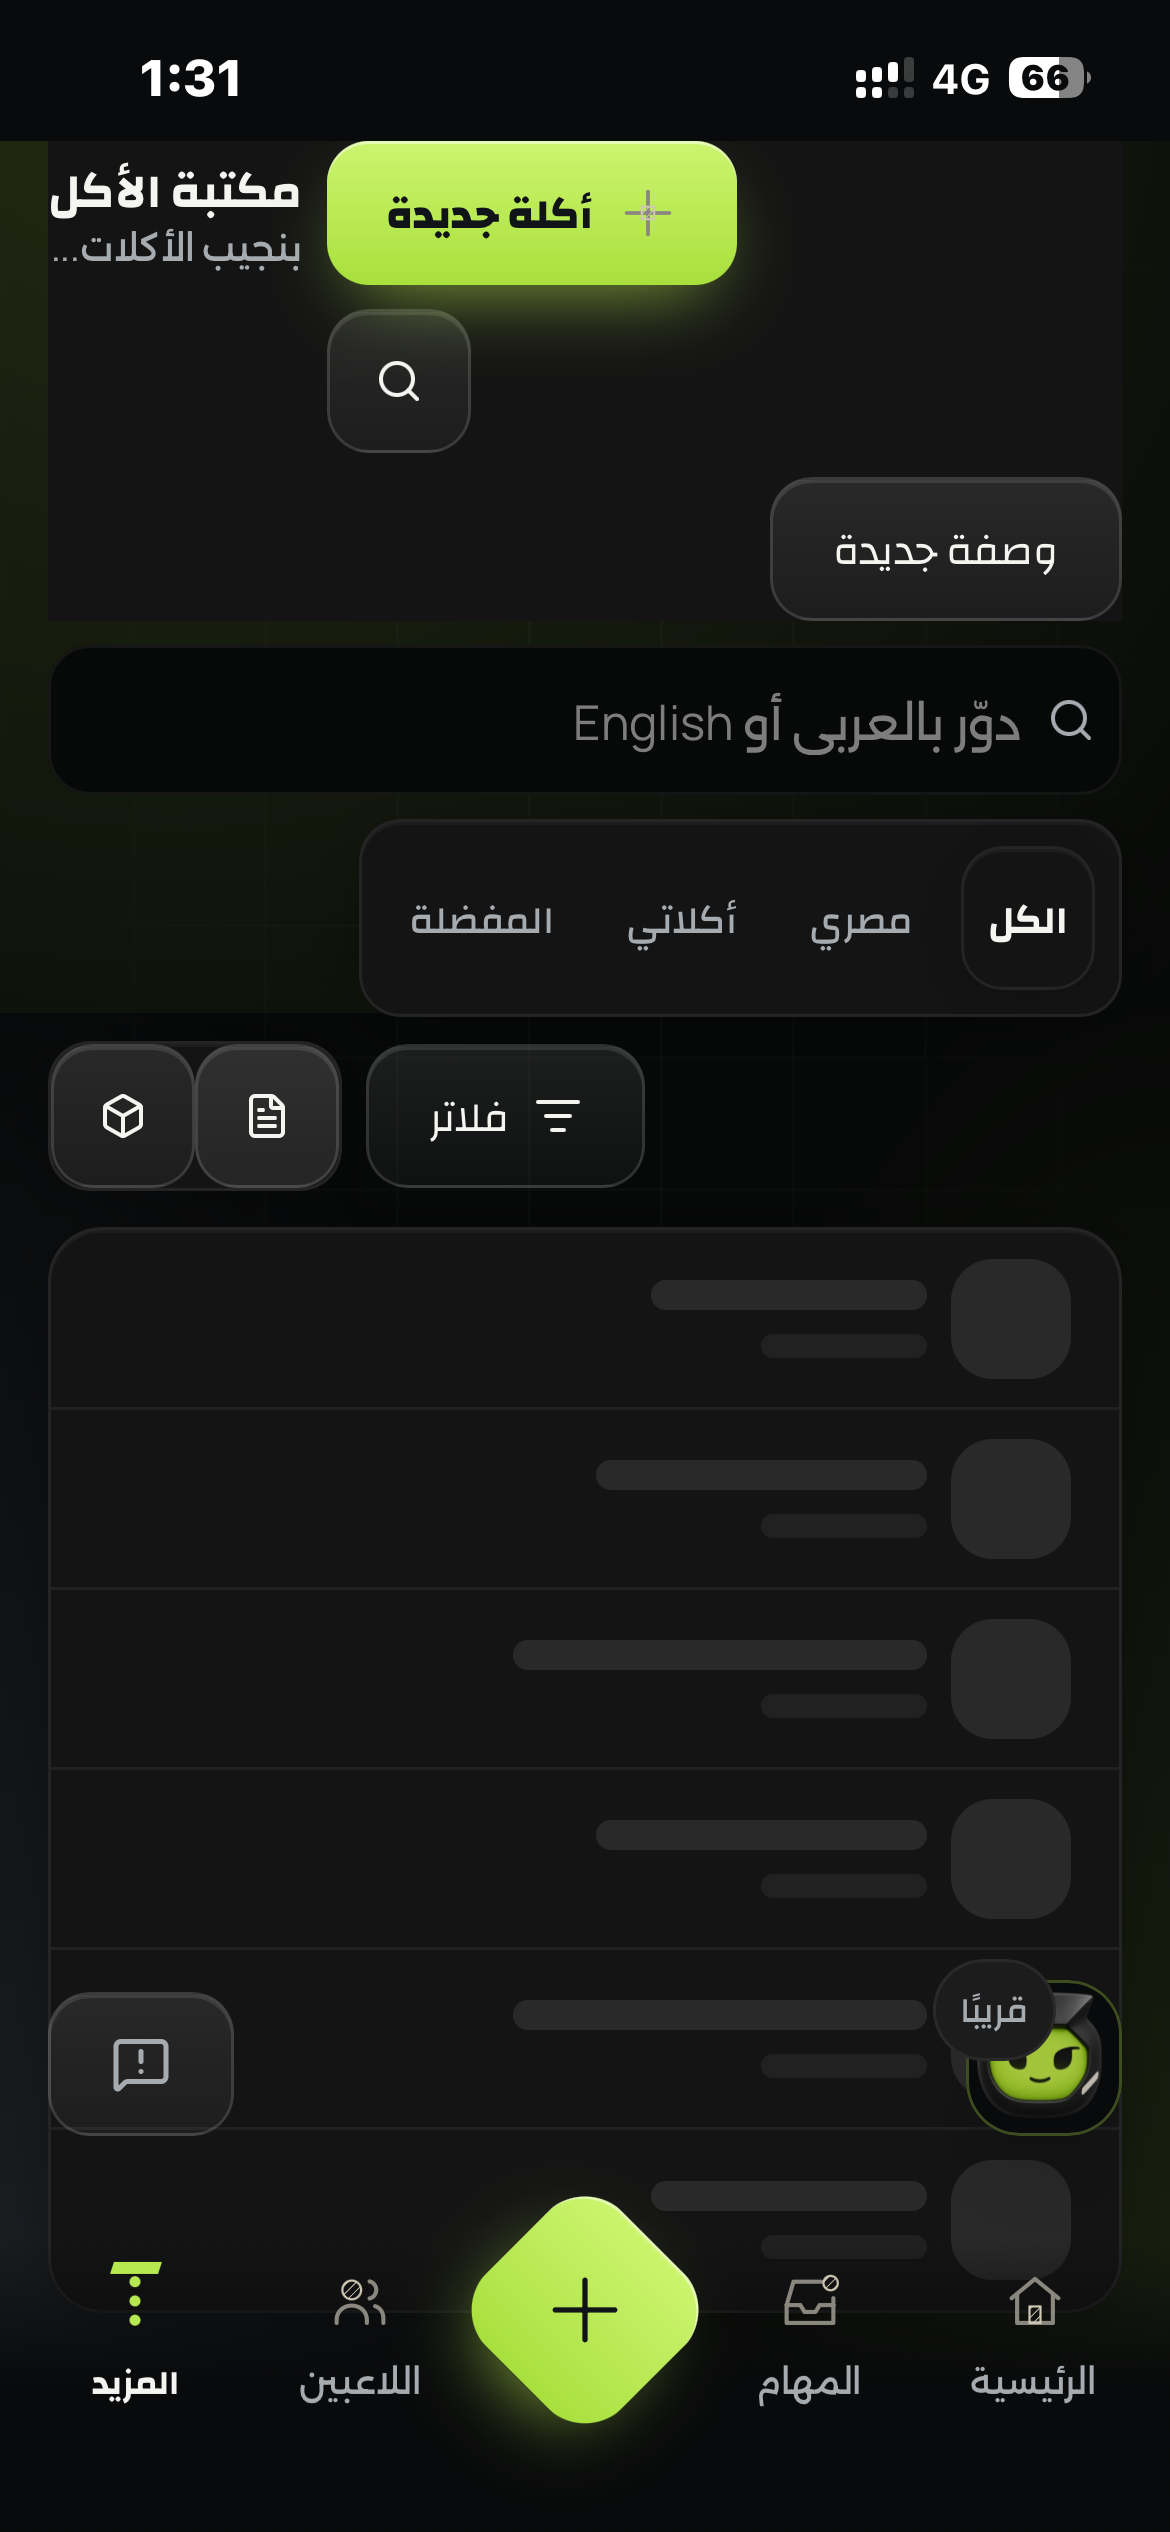 1:31
4G 66
مكتبة الأكل
بنجيب الأكلات...
أكلة جديدة
وصفة جديدة
دوّر بالعربي أو English
الكل
مصري
أكلاتي
المفضلة
فلاتر
قريبًا
الرئيسية
المهام
اللاعبين
المزيد